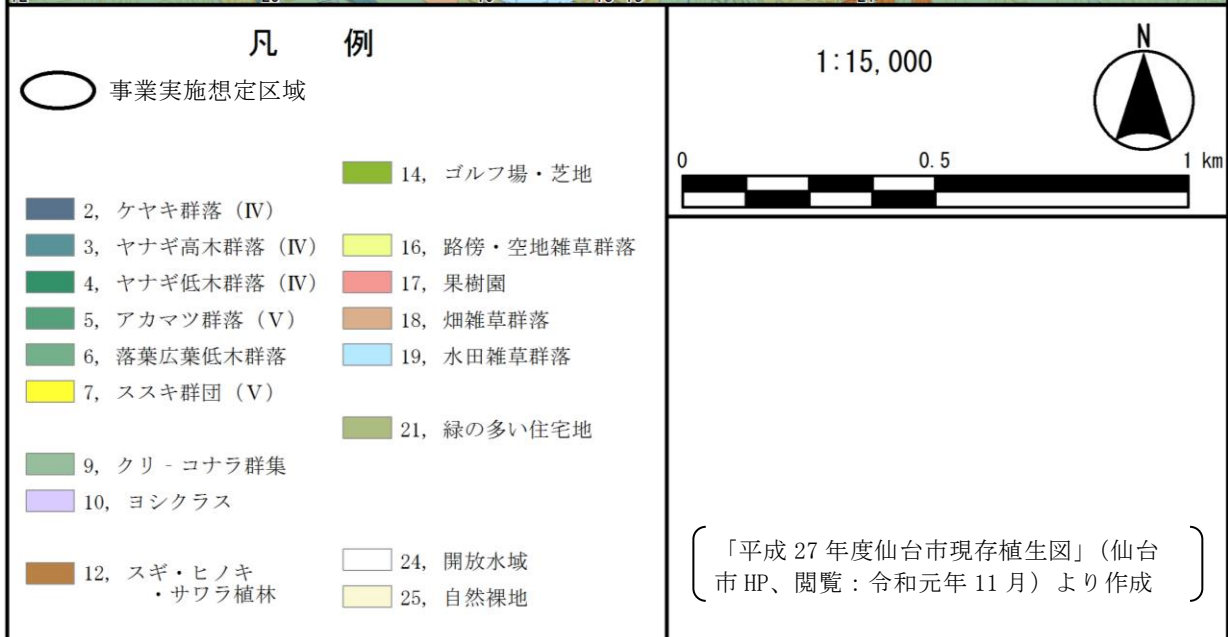 凡 例
事業実施想定区域
2, ケヤキ群落（Ⅳ）
3, ヤナギ高木群落（Ⅳ）
4, ヤナギ低木群落（Ⅳ）
5, アカマツ群落（Ⅴ）
6, 落葉広葉低木群落
7, ススキ群団（Ⅴ）
9, クリ‐コナラ群集
10, ヨシクラス
12, スギ・ヒノキ
・サワラ植林
14, ゴルフ場・芝地
16, 路傍・空地雑草群落
17, 果樹園
18, 畑雑草群落
19, 水田雑草群落
21, 緑の多い住宅地
24, 開放水域
25, 自然裸地
1:15,000
N
0 0.5 1 km
「平成 27 年度仙台市現存植生図」（仙台
市 HP、閲覧：令和元年 11 月）より作成